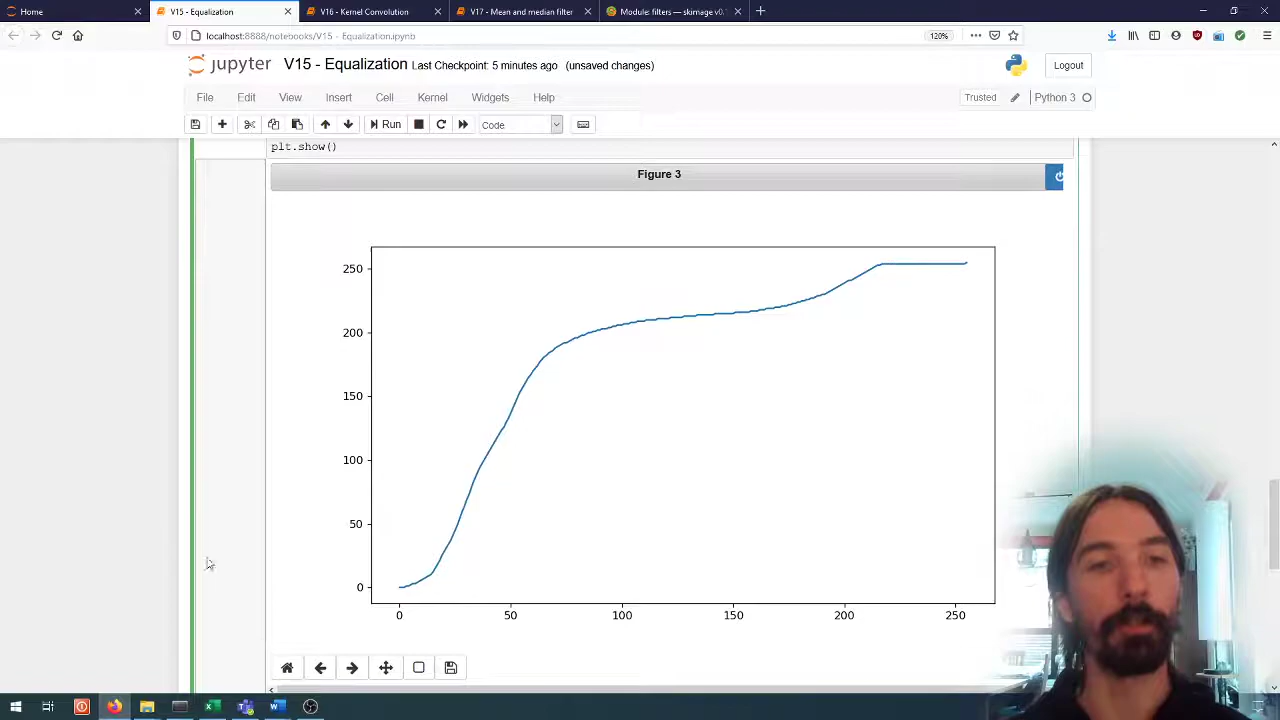 Home
V15 - Equalization
V16 - Kernel Convolution
V17 - Mean and median filter
Module: filters — skimage v0.
localhost:8888/notebooks/V15 - Equalization.ipynb
120%
jupyter V15 - Equalization Last Checkpoint: 5 minutes ago (unsaved changes)
Logout
File Edit View Insert Cell Kernel Widgets Help
Trusted
Python 3
Run
Code
plt.show()
Figure 3
250
200
150
100
50
0
0 50 100 150 200 250